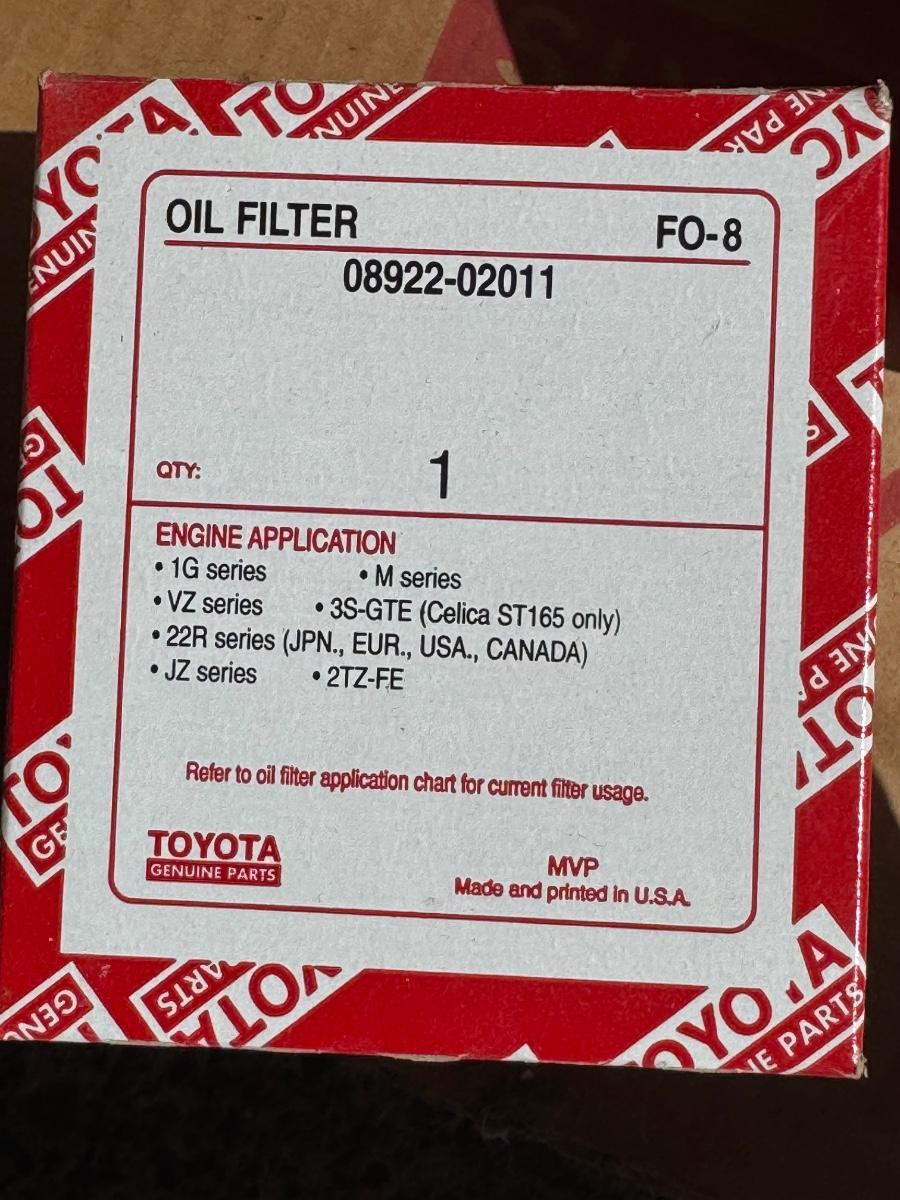 OIL FILTER FO-8
08922-02011
QTY: 1
ENGINE APPLICATION
• 1G series • M series
• VZ series • 3S-GTE (Celica ST165 only)
• 22R series (JPN., EUR., USA., CANADA)
• JZ series • 2TZ-FE
Refer to oil filter application chart for current filter usage.
TOYOTA
GENUINE PARTS
MVP
Made and printed in U.S.A.